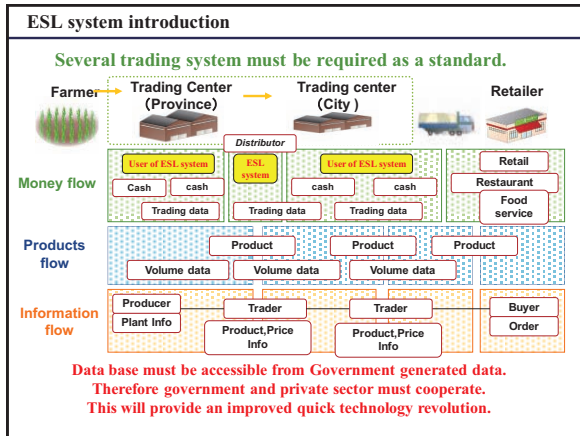 ESL system introduction
Several trading system must be required as a standard.
Farmer
Trading Center
(Province)
Trading center
(City )
Retailer
Distributor
Money flow
User of ESL system
ESL
system
User of ESL system
Retail
Cash
cash
cash
cash
Restaurant
Trading data
Trading data
Trading data
Food
service
Products
flow
Product
Product
Product
Volume data
Volume data
Volume data
Information
flow
Producer
Trader
Trader
Buyer
Plant Info
Product,Price
Info
Product,Price
Info
Order
Data base must be accessible from Government generated data.
Therefore government and private sector must cooperate.
This will provide an improved quick technology revolution.